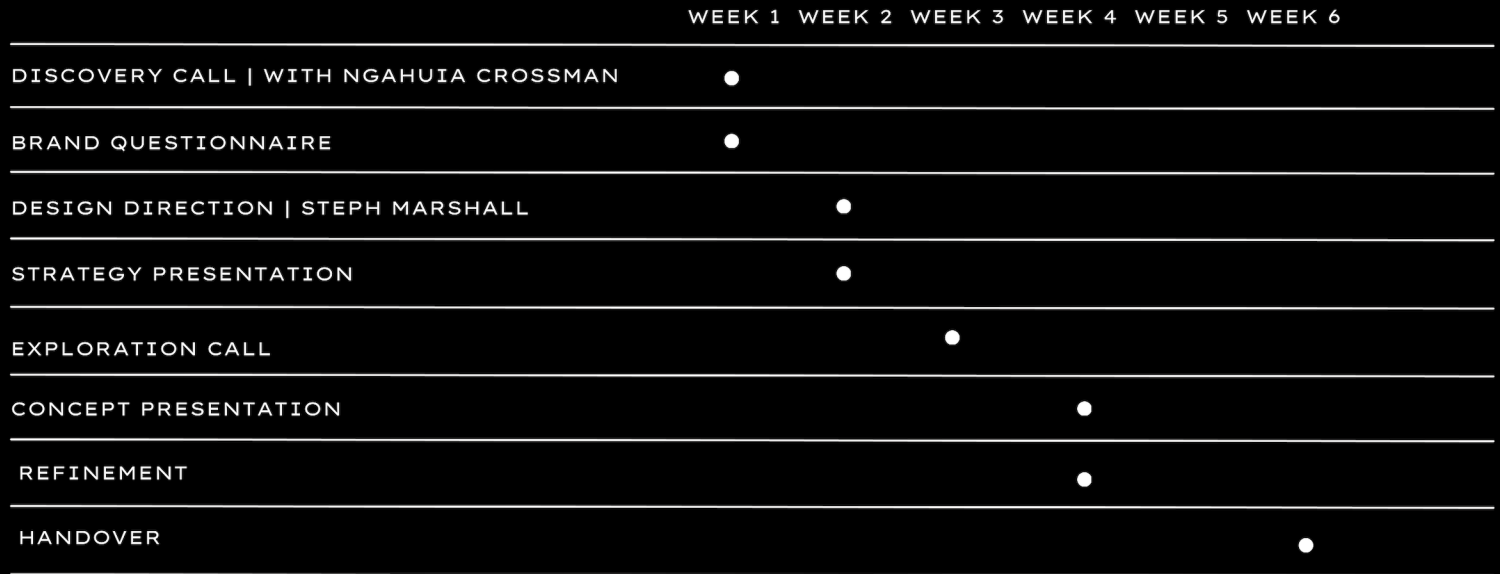 WEEK 1 WEEK 2 WEEK 3 WEEK 4 WEEK 5 WEEK 6
DISCOVERY CALL | WITH NGAHUIA CROSSMAN
BRAND QUESTIONNAIRE
DESIGN DIRECTION | STEPH MARSHALL
STRATEGY PRESENTATION
EXPLORATION CALL
CONCEPT PRESENTATION
REFINEMENT
HANDOVER